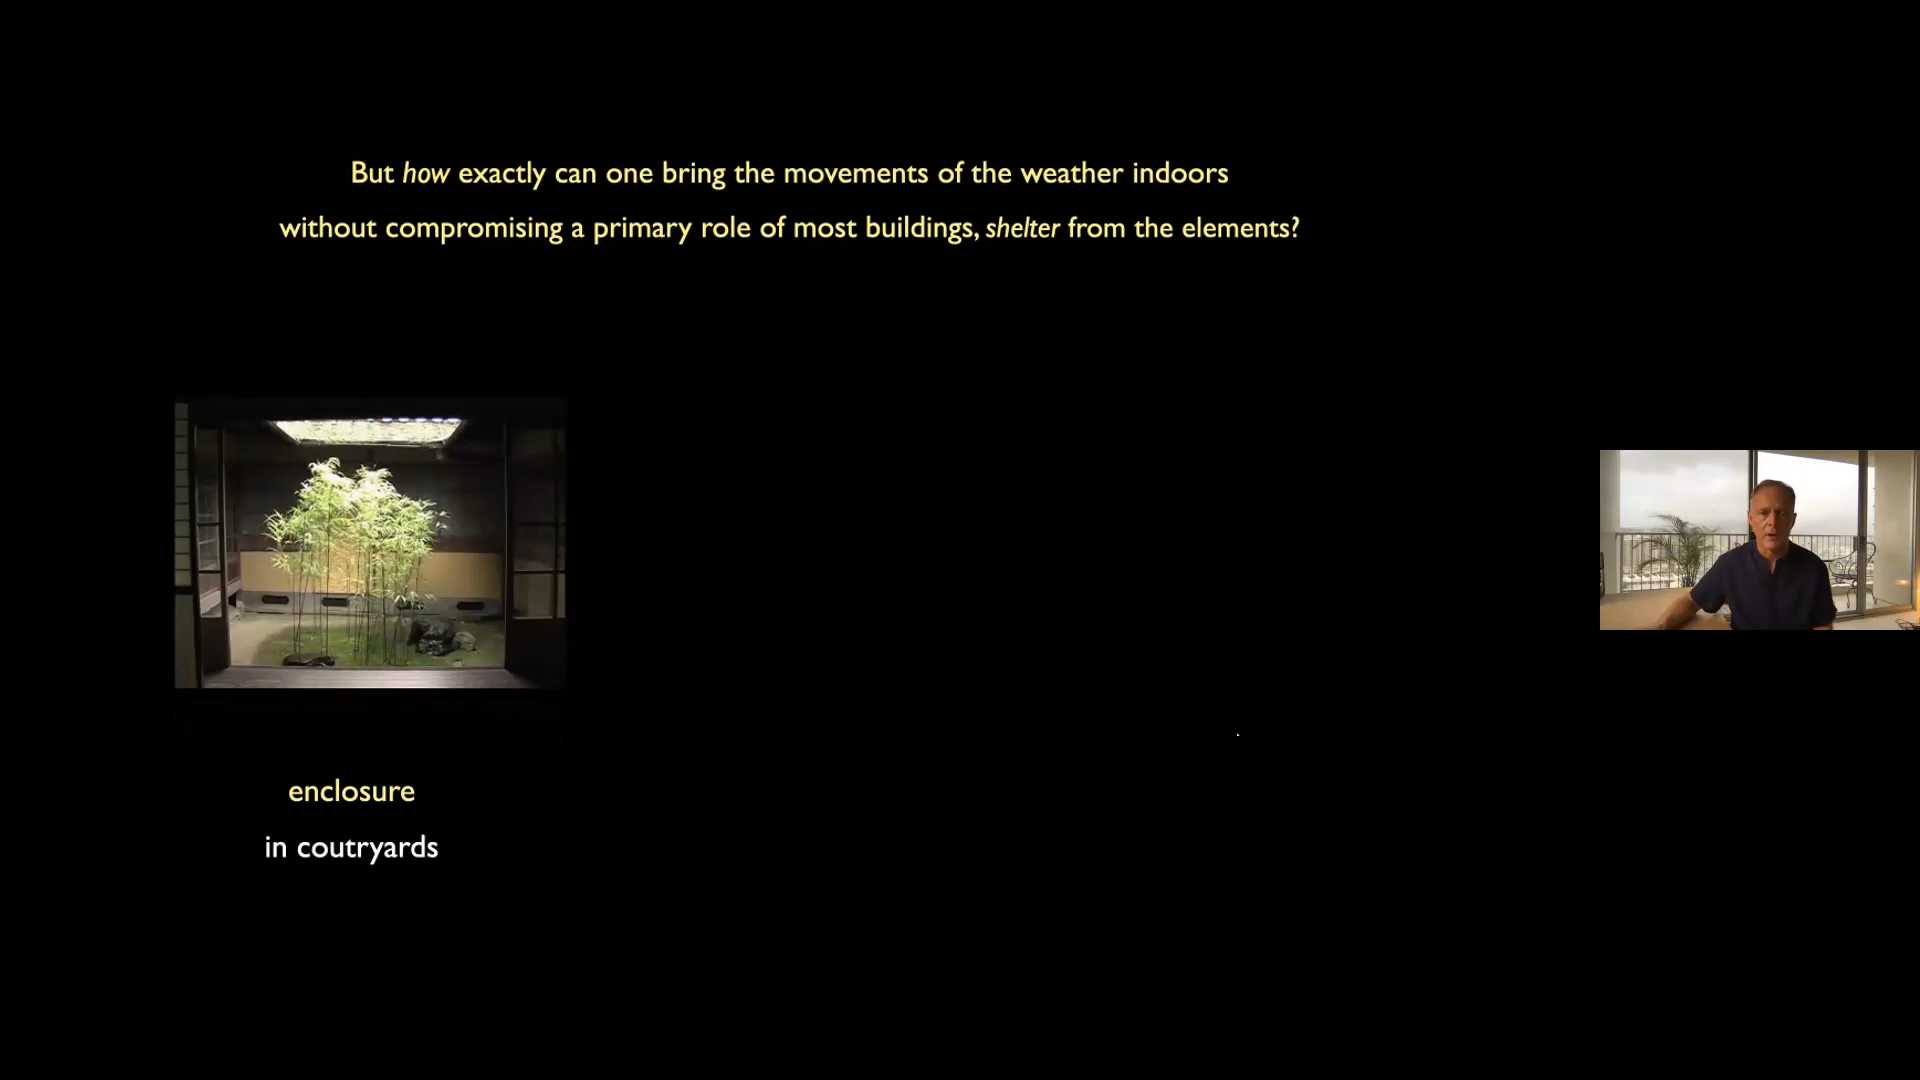 But how exactly can one bring the movements of the weather indoors
without compromising a primary role of most buildings, shelter from the elements?
enclosure
in coutryards